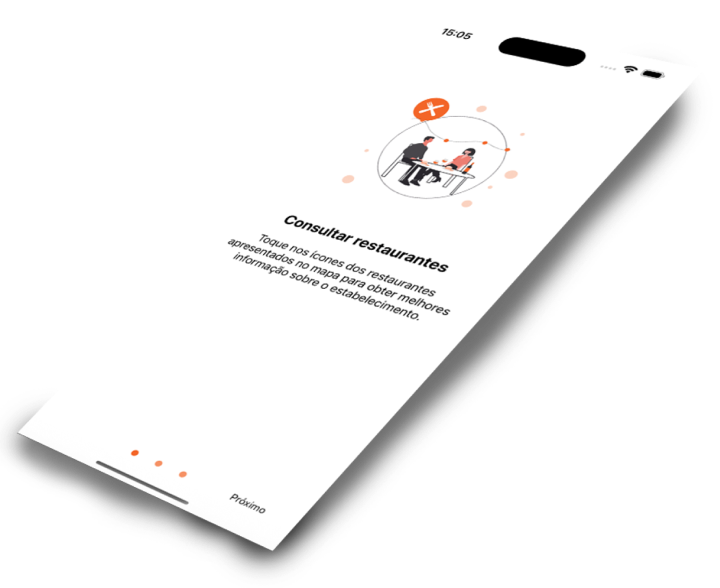 15:05
Consultar restaurantes
Toque nos ícones dos restaurantes
apresentados no mapa para obter melhores
informação sobre o estabelecimento.
Próximo